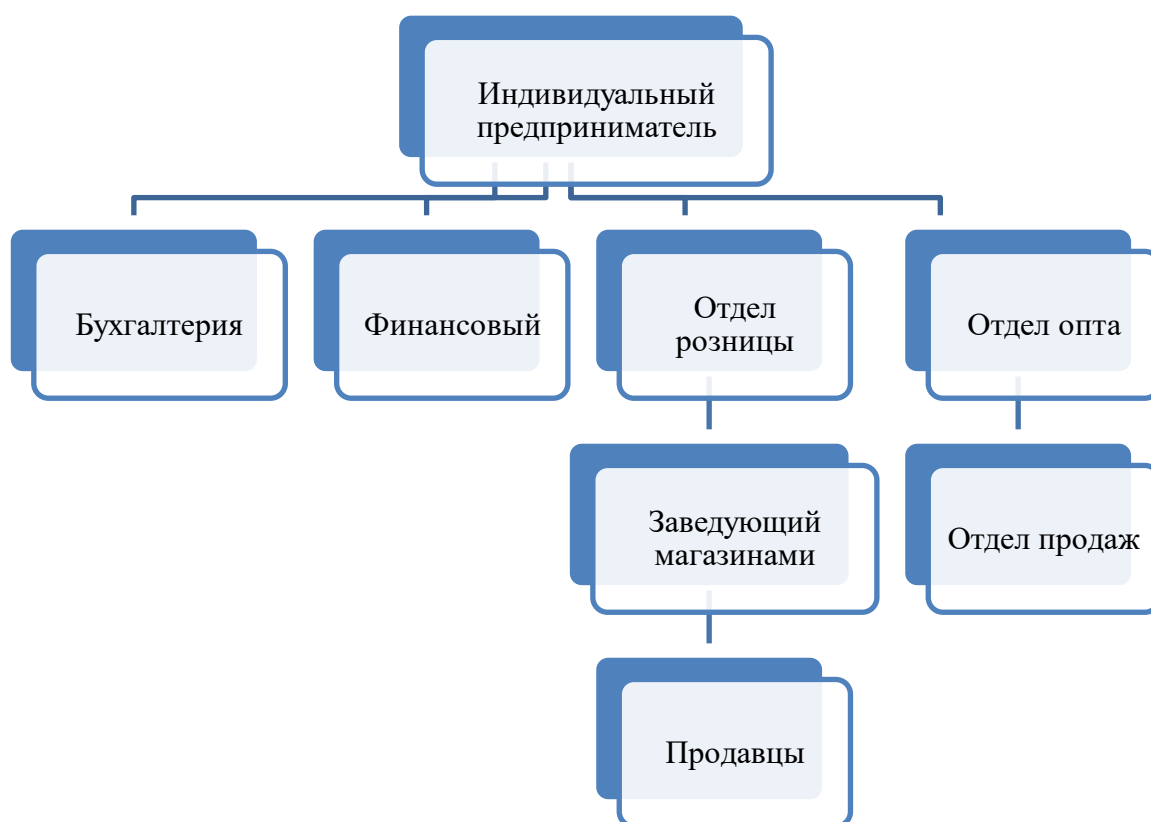 Индивидуальный
предприниматель
Бухгалтерия
Финансовый
Отдел
розницы
Отдел опта
Заведующий
магазинами
Отдел продаж
Продавцы